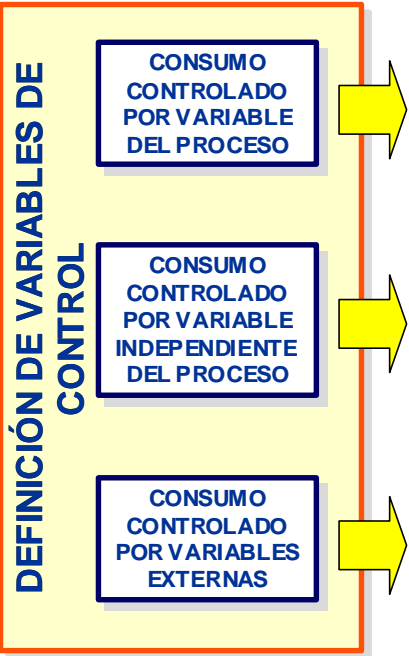 DEFINICIÓN DE VARIABLES DE
CONTROL
CONSUMO
CONTROLADO
POR VARIABLE
DEL PROCESO
CONSUMO
CONTROLADO
POR VARIABLE
INDEPENDIENTE
DEL PROCESO
CONSUMO
CONTROLADO
POR VARIABLES
EXTERNAS